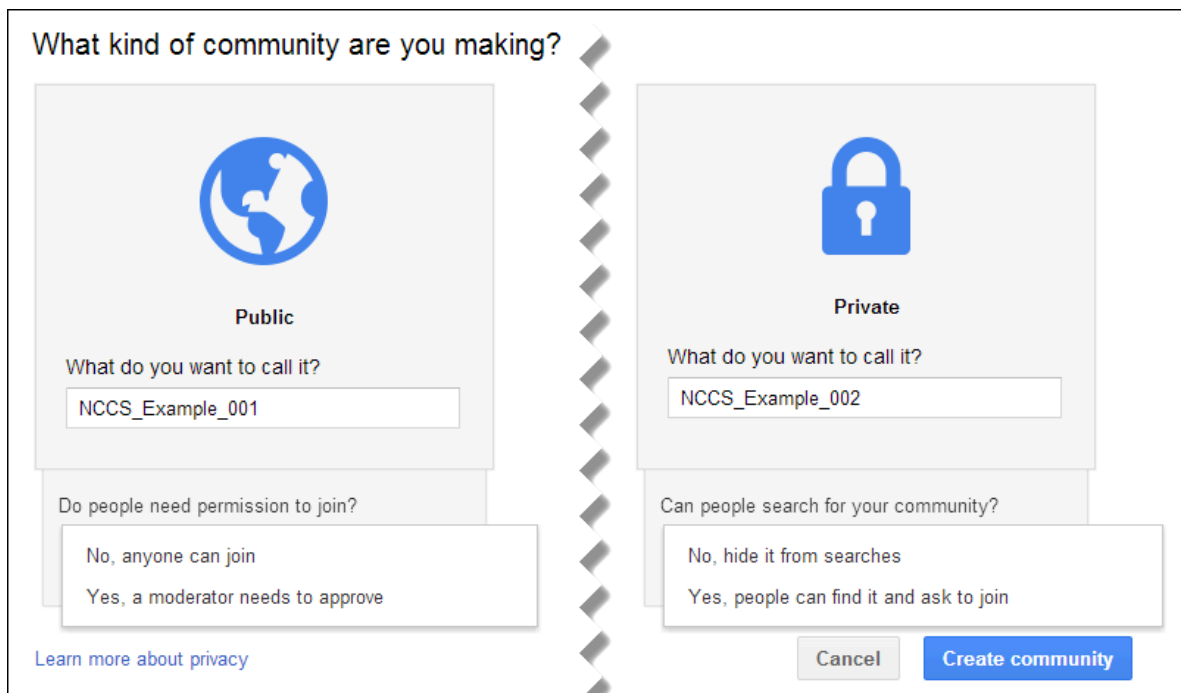 What kind of community are you making?
Public
What do you want to call it?
NCCS_Example_001
Do people need permission to join?
No, anyone can join
Yes, a moderator needs to approve
Learn more about privacy
Private
What do you want to call it?
NCCS_Example_002
Can people search for your community?
No, hide it from searches
Yes, people can find it and ask to join
Cancel
Create community